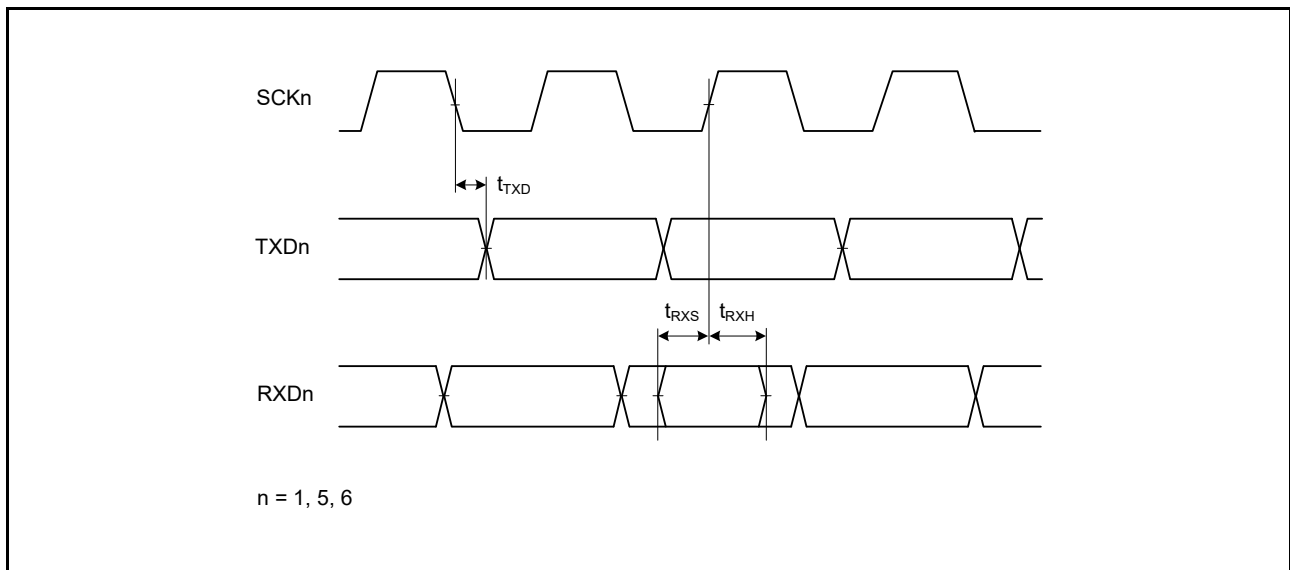 SCKn
tTXD
TXDn
tRXS tRXH
RXDn
n = 1, 5, 6